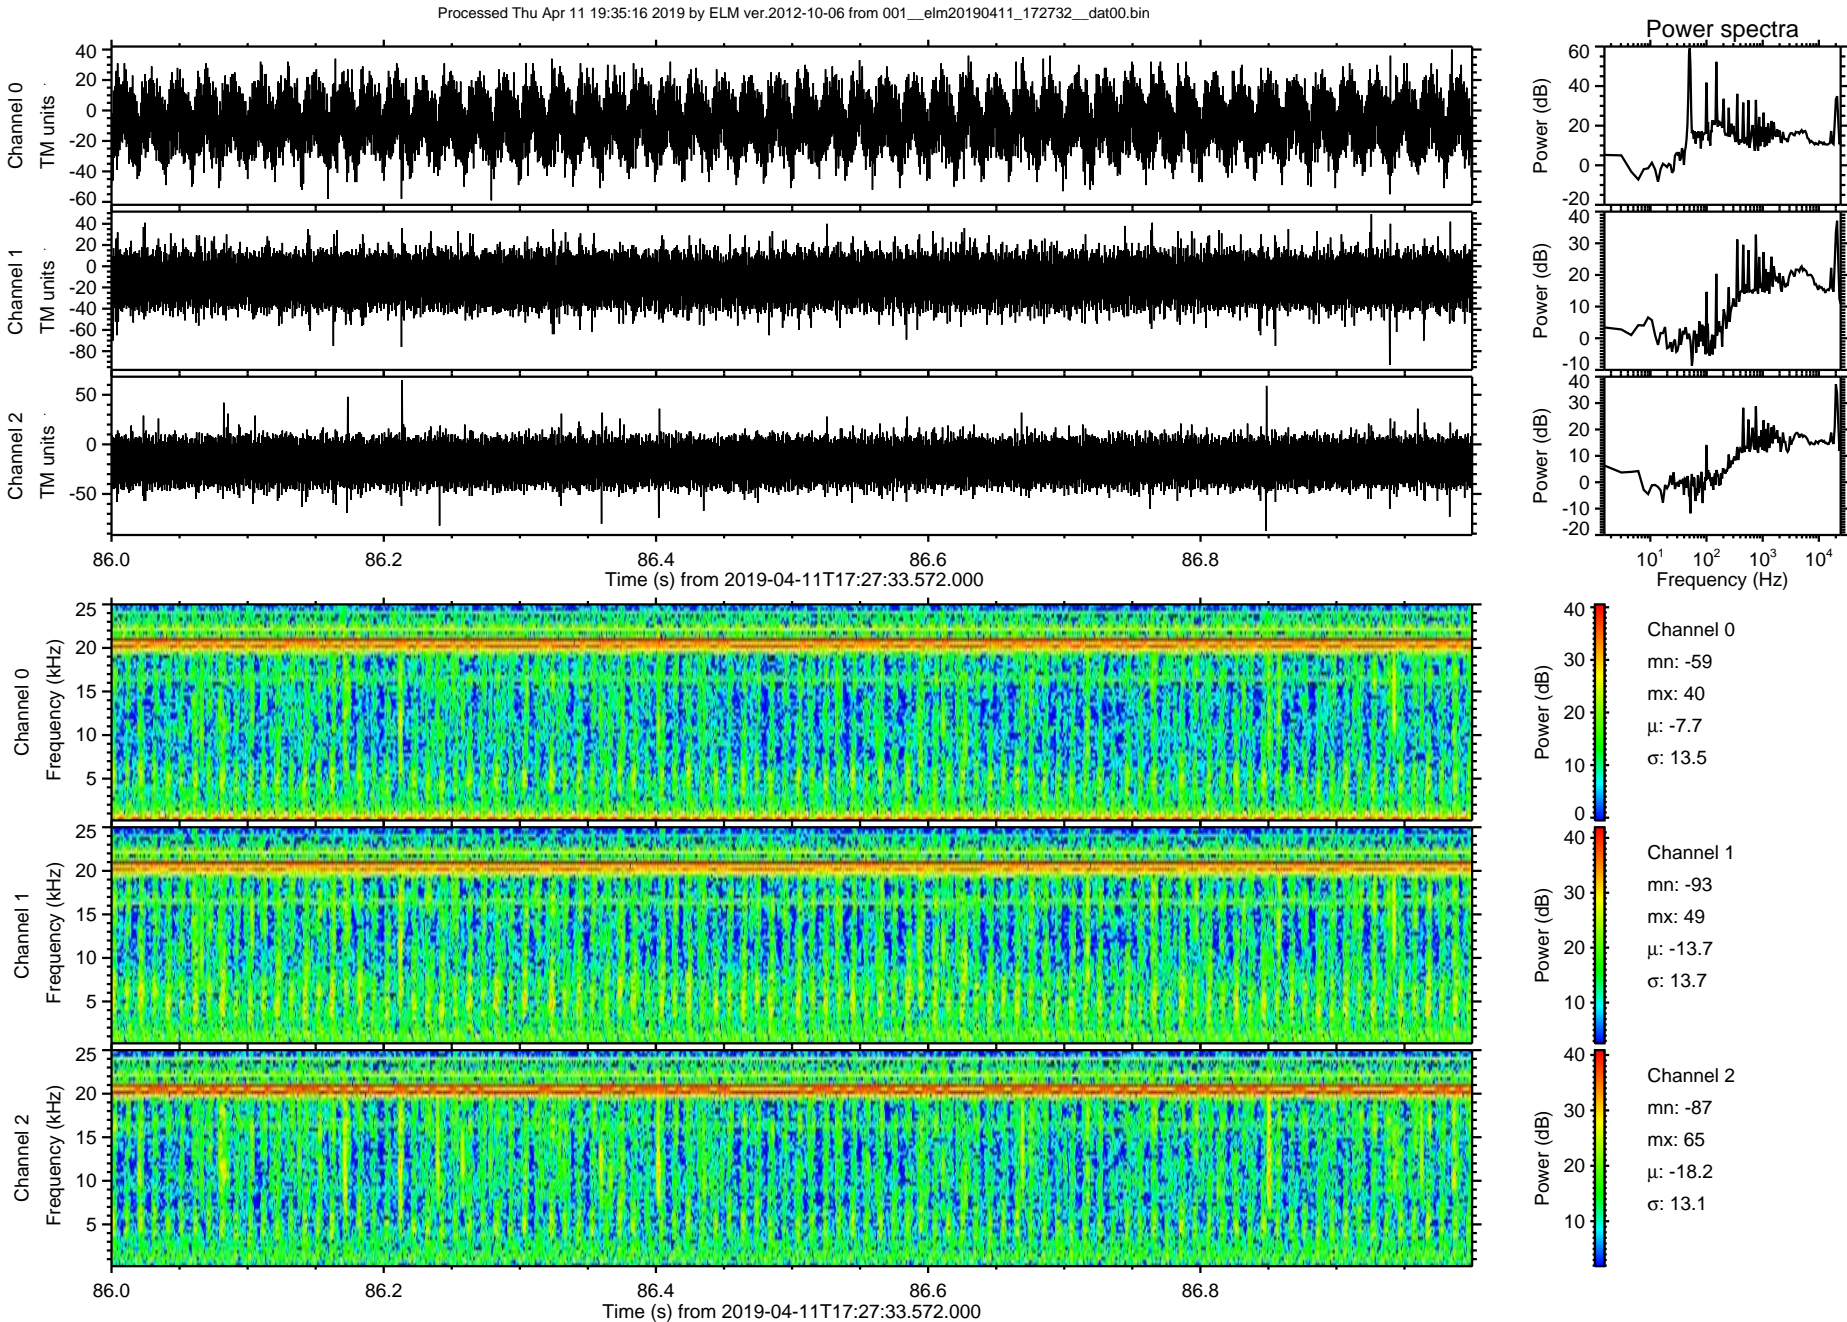 Processed Thu Apr 11 19:35:16 2019 by ELM ver.2012-10-06 from 001__elm20190411_172732__dat00.bin
Power spectra
Channel 0
TM units
40
20
0
-20
-40
-60
Power (dB)
60
40
20
0
-20
Channel 1
TM units
40
20
0
-20
-40
-60
-80
Power (dB)
40
30
20
10
0
-10
Channel 2
TM units
50
0
-50
Power (dB)
40
30
20
10
0
-10
-20
86.0 86.2 86.4 86.6 86.8
Time (s) from 2019-04-11T17:27:33.572.000
10^1 10^2 10^3 10^4
Frequency (Hz)
Channel 0
Frequency (kHz)
25
20
15
10
5
Power (dB)
40
30
20
10
0
Channel 0
mn: -59
mx: 40
μ: -7.7
σ: 13.5
Channel 1
Frequency (kHz)
25
20
15
10
5
Power (dB)
40
30
20
10
Channel 1
mn: -93
mx: 49
μ: -13.7
σ: 13.7
Channel 2
Frequency (kHz)
25
20
15
10
5
Power (dB)
40
30
20
10
Channel 2
mn: -87
mx: 65
μ: -18.2
σ: 13.1
86.0 86.2 86.4 86.6 86.8
Time (s) from 2019-04-11T17:27:33.572.000